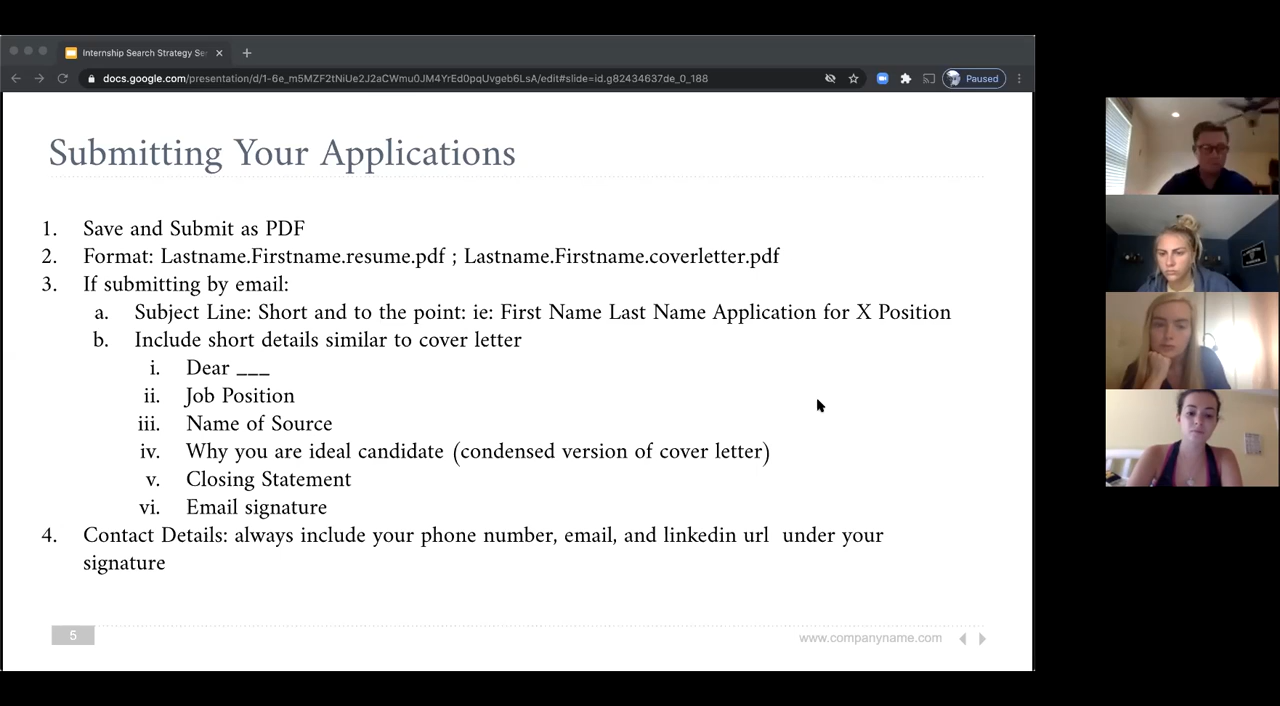 Internship Search Strategy Se
docs.google.com/presentation/d/1-6e_m5MZF2tNiUe2J2aCWmu0JM4YrEd0pqUvgeb6LsA/edit#slide=id.g82434637de_0_188
Paused
Submitting Your Applications
1. Save and Submit as PDF
2. Format: Lastname.Firstname.resume.pdf ; Lastname.Firstname.coverletter.pdf
3. If submitting by email:
a. Subject Line: Short and to the point: ie: First Name Last Name Application for X Position
b. Include short details similar to cover letter
i. Dear ___
ii. Job Position
iii. Name of Source
iv. Why you are ideal candidate (condensed version of cover letter)
v. Closing Statement
vi. Email signature
4. Contact Details: always include your phone number, email, and linkedin url under your
signature
5
www.companyname.com